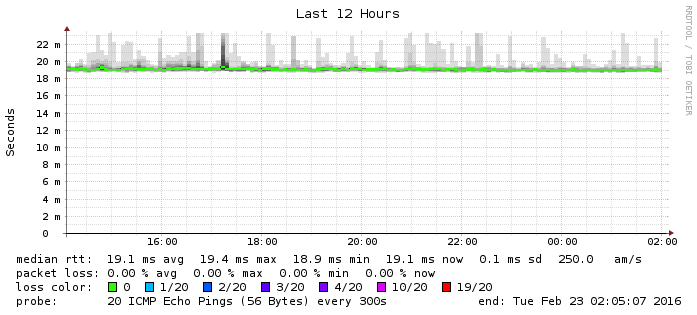 Last 12 Hours
RRDTOOL / TOBI OETIKER
Seconds
22 m
20 m
18 m
16 m
14 m
12 m
10 m
8 m
6 m
4 m
2 m
0
16:00 18:00 20:00 22:00 00:00 02:00
median rtt: 19.1 ms avg 19.4 ms max 18.9 ms min 19.1 ms now 0.1 ms sd 250.0 am/s
packet loss: 0.00 % avg 0.00 % max 0.00 % min 0.00 % now
loss color: 0 1/20 2/20 3/20 4/20 10/20 19/20
probe: 20 ICMP Echo Pings (56 Bytes) every 300s end: Tue Feb 23 02:05:07 2016